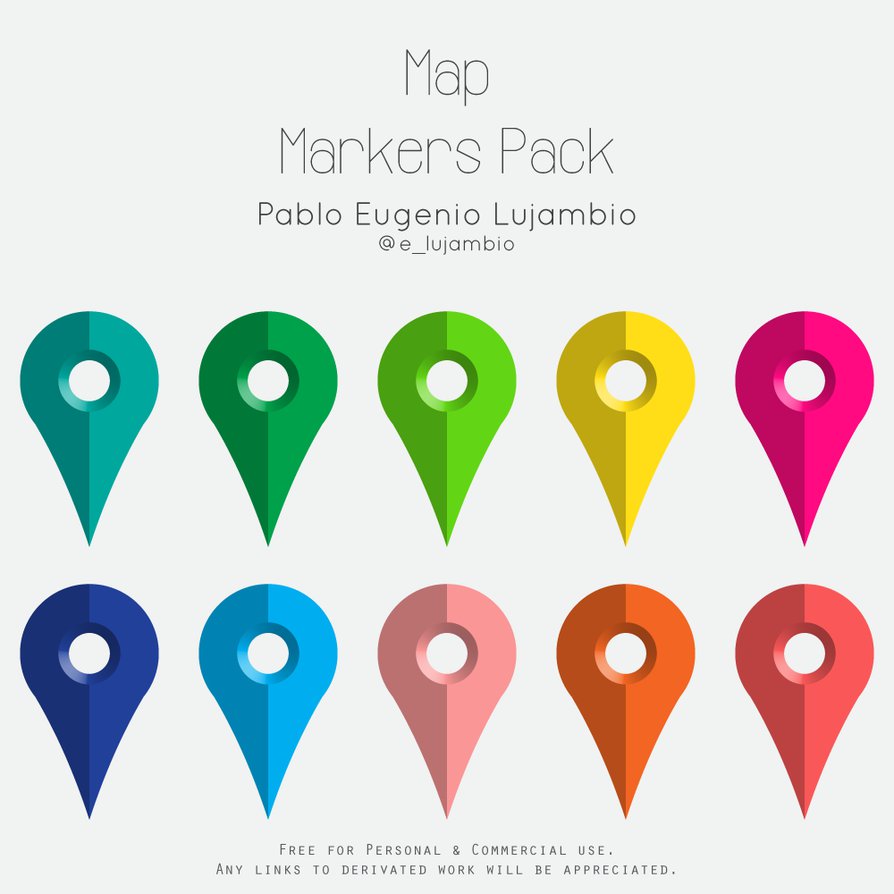 Map
Markers Pack
Pablo Eugenio Lujambio
@e_lujambio
Free for Personal & Commercial use.
Any links to derivated work will be appreciated.